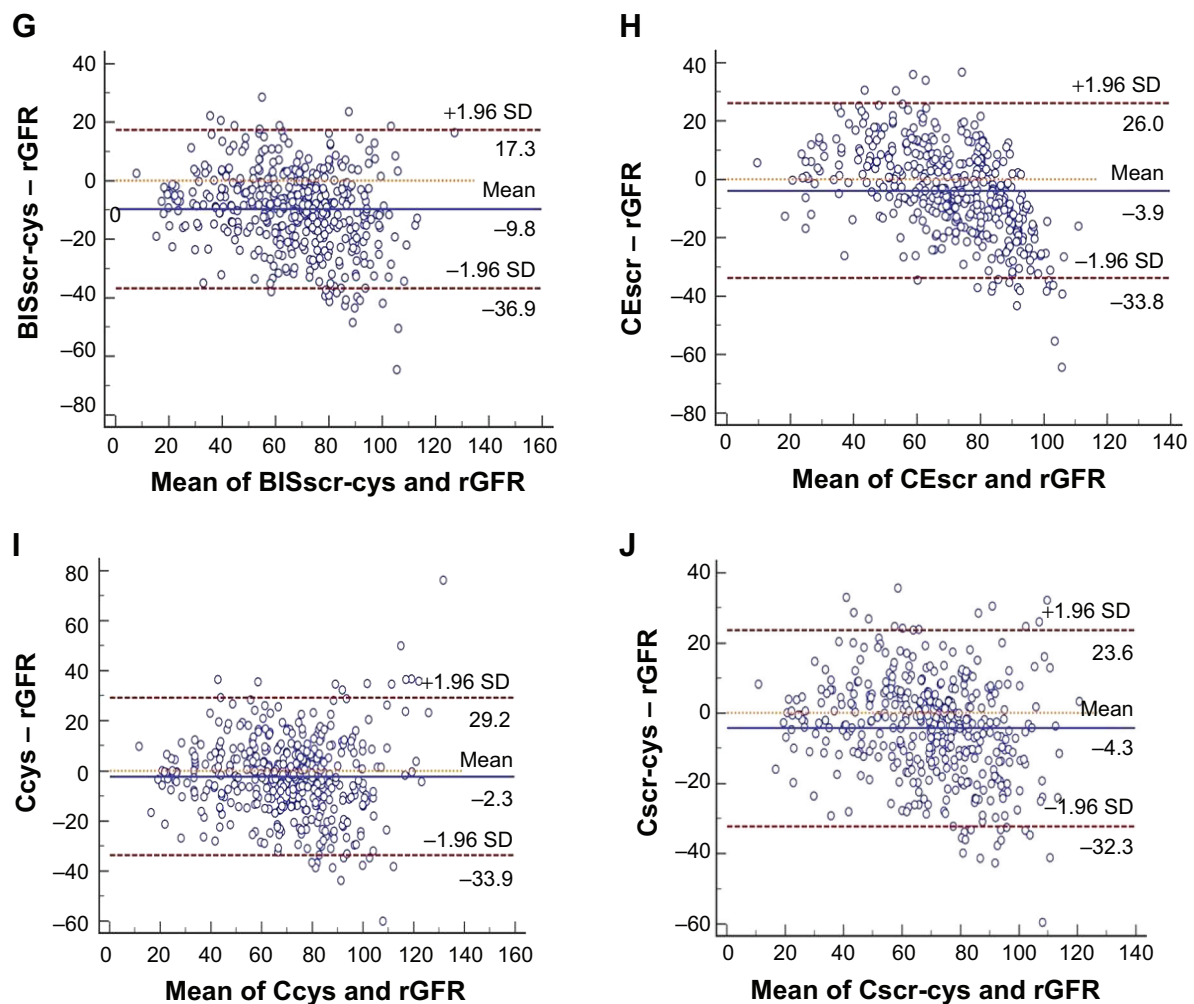 G
BISscr-cys – rGFR
40
20
0
0
–20
–40
–60
–80
+1.96 SD
17.3
Mean
–9.8
–1.96 SD
–36.9
0 20 40 60 80 100 120 140 160
Mean of BISscr-cys and rGFR
H
CEscr – rGFR
40
20
0
–20
–40
–60
–80
+1.96 SD
26.0
Mean
–3.9
–1.96 SD
–33.8
0 20 40 60 80 100 120 140
Mean of CEscr and rGFR
I
Ccys – rGFR
80
60
40
20
0
–20
–40
–60
+1.96 SD
29.2
Mean
–2.3
–1.96 SD
–33.9
0 20 40 60 80 100 120 140 160
Mean of Ccys and rGFR
J
Cscr-cys – rGFR
40
20
0
–20
–40
–60
+1.96 SD
23.6
Mean
–4.3
–1.96 SD
–32.3
0 20 40 60 80 100 120 140
Mean of Cscr-cys and rGFR